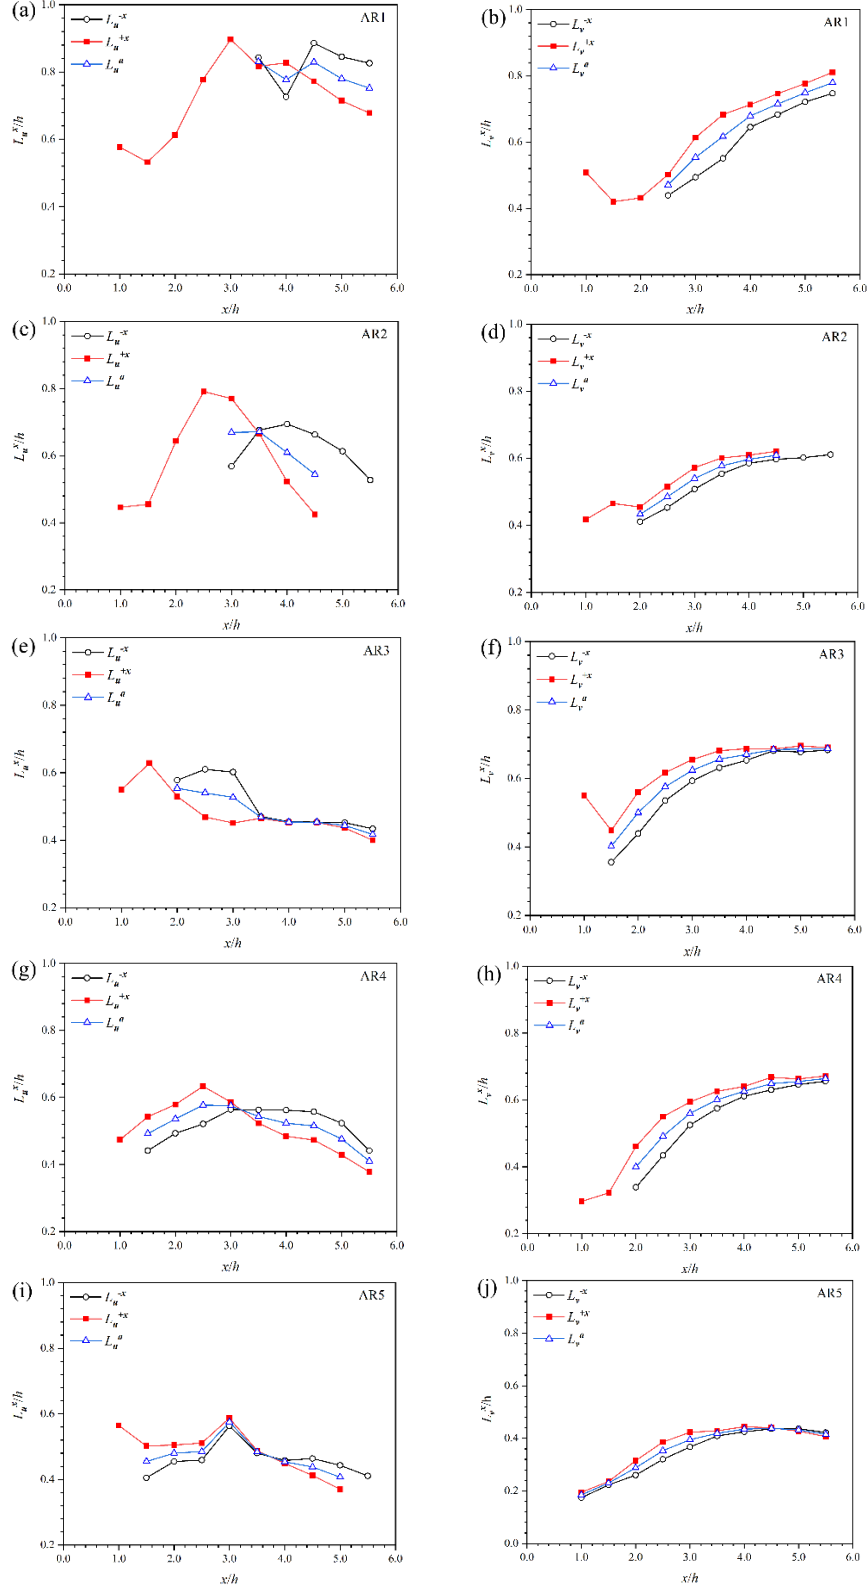 (a)
AR1
L_u^-x
L_u^+x
L_u^a
L_u^x/h
1.0
0.8
0.6
0.4
0.2
0.0 1.0 2.0 3.0 4.0 5.0 6.0
x/h
(b)
AR1
L_v^-x
L_v^+x
L_v^a
L_v^x/h
1.0
0.8
0.6
0.4
0.2
0.0 1.0 2.0 3.0 4.0 5.0 6.0
x/h
(c)
AR2
L_u^-x
L_u^+x
L_u^a
L_u^x/h
1.0
0.8
0.6
0.4
0.2
0.0 1.0 2.0 3.0 4.0 5.0 6.0
x/h
(d)
AR2
L_v^-x
L_v^+x
L_v^a
L_v^x/h
1.0
0.8
0.6
0.4
0.2
0.0 1.0 2.0 3.0 4.0 5.0 6.0
x/h
(e)
AR3
L_u^-x
L_u^+x
L_u^a
L_u^x/h
1.0
0.8
0.6
0.4
0.2
0.0 1.0 2.0 3.0 4.0 5.0 6.0
x/h
(f)
AR3
L_v^-x
L_v^+x
L_v^a
L_v^x/h
1.0
0.8
0.6
0.4
0.2
0.0 1.0 2.0 3.0 4.0 5.0 6.0
x/h
(g)
AR4
L_u^-x
L_u^+x
L_u^a
L_u^x/h
1.0
0.8
0.6
0.4
0.2
0.0 1.0 2.0 3.0 4.0 5.0 6.0
x/h
(h)
AR4
L_v^-x
L_v^+x
L_v^a
L_v^x/h
1.0
0.8
0.6
0.4
0.2
0.0 1.0 2.0 3.0 4.0 5.0 6.0
x/h
(i)
AR5
L_u^-x
L_u^+x
L_u^a
L_u^x/h
1.0
0.8
0.6
0.4
0.2
0.0 1.0 2.0 3.0 4.0 5.0 6.0
x/h
(j)
AR5
L_v^-x
L_v^+x
L_v^a
L_v^x/h
1.0
0.8
0.6
0.4
0.2
0.0
0.0 1.0 2.0 3.0 4.0 5.0 6.0
x/h